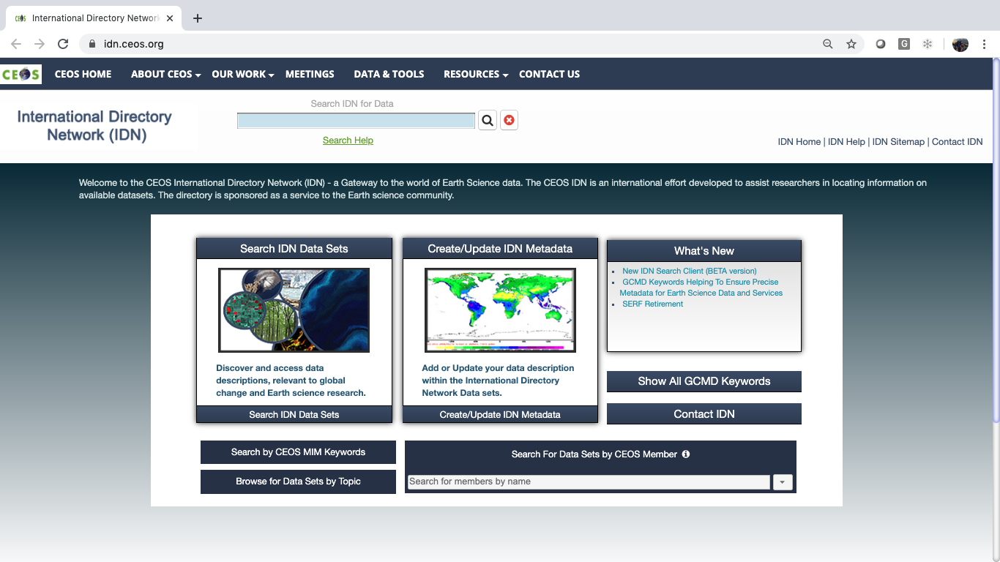 CEOS International Directory Network
idn.ceos.org
G
CEOS CEOS HOME ABOUT CEOS OUR WORK MEETINGS DATA & TOOLS RESOURCES CONTACT US
International Directory
Network (IDN)
Search IDN for Data
Search Help
IDN Home | IDN Help | IDN Sitemap | Contact IDN
Welcome to the CEOS International Directory Network (IDN) - a Gateway to the world of Earth Science data. The CEOS IDN is an international effort developed to assist researchers in locating information on
available datasets. The directory is sponsored as a service to the Earth science community.
Search IDN Data Sets
Discover and access data
descriptions, relevant to global
change and Earth science research.
Search IDN Data Sets
Create/Update IDN Metadata
Add or Update your data description
within the International Directory
Network Data sets.
Create/Update IDN Metadata
What's New
New IDN Search Client (BETA version)
GCMD Keywords Helping To Ensure Precise
Metadata for Earth Science Data and Services
SERF Retirement
Show All GCMD Keywords
Contact IDN
Search by CEOS MIM Keywords
Browse for Data Sets by Topic
Search For Data Sets by CEOS Member
Search for members by name